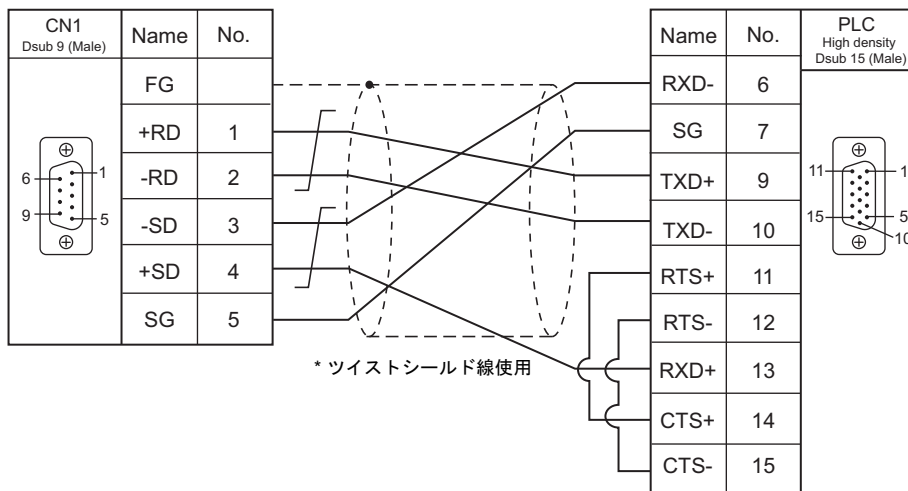 CN1
Dsub 9 (Male)
Name No.
FG
+RD 1
-RD 2
-SD 3
+SD 4
SG 5
1
6
9
5
* ツイストシールド線使用
Name No.
RXD- 6
SG 7
TXD+ 9
TXD- 10
RTS+ 11
RTS- 12
RXD+ 13
CTS+ 14
CTS- 15
PLC
High density
Dsub 15 (Male)
11 1
15 5
10